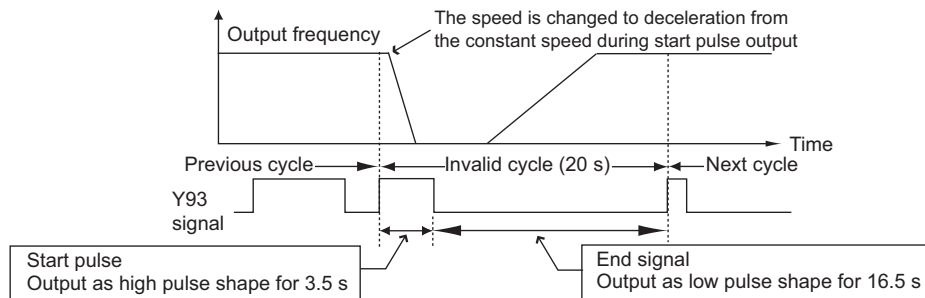 Output frequency
The speed is changed to deceleration from
the constant speed during start pulse output
Time
Previous cycle
Invalid cycle (20 s)
Next cycle
Y93
signal
Start pulse
Output as high pulse shape for 3.5 s
End signal
Output as low pulse shape for 16.5 s